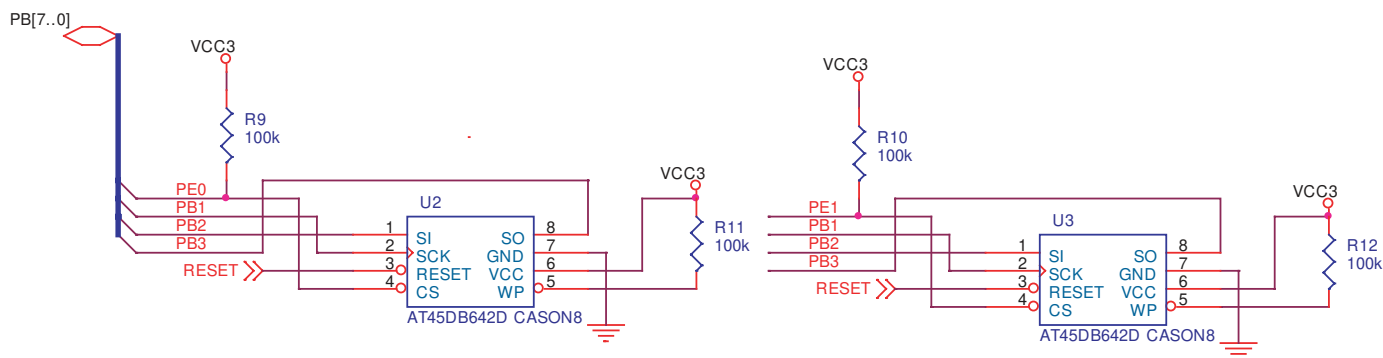 PB[7..0]
VCC3
R9
100k
PE0
PB1
PB2
PB3
RESET
U2
1
2
3
4
SI
SCK
RESET
CS
SO
GND
VCC
WP
8
7
6
5
AT45DB642D CASON8
VCC3
R11
100k
VCC3
R10
100k
PE1
PB1
PB2
PB3
RESET
U3
1
2
3
4
SI
SCK
RESET
CS
SO
GND
VCC
WP
8
7
6
5
AT45DB642D CASON8
VCC3
R12
100k